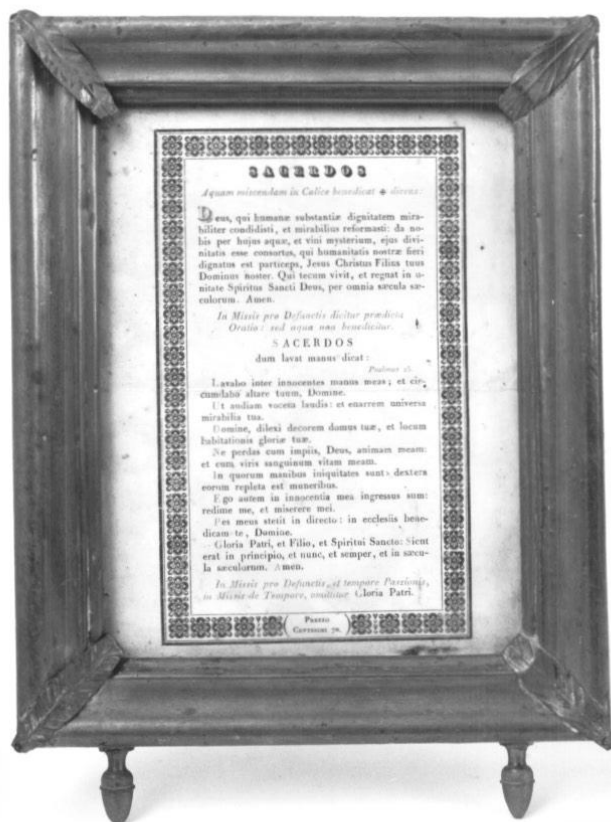 SACERDOS
Aquam miscendam in Calice benedicat ✠ dicens:
Deus, qui humanæ substantiæ dignitatem mira-
biliter condidisti, et mirabilius reformasti: da no-
bis per hujus aquæ, et vini mysterium, ejus divi-
nitatis esse consortes, qui humanitatis nostræ fieri
dignatus est particeps, Jesus Christus Filius tuus
Dominus noster. Qui tecum vivit, et regnat in u-
nitate Spiritus Sancti Deus, per omnia sæcula sæ-
culorum. Amen.
In Missis pro Defunctis dicitur prædicta
Oratio: sed aqua non benedicitur.
SACERDOS
dum lavat manus dicat:
Psalmus
Lavabo inter innocentes manus meas; et cir-
cumdabo altare tuum, Domine.
Ut audiam vocem laudis: et enarrem universa
mirabilia tua.
Domine, dilexi decorem domus tuæ, et locum
habitationis gloriæ tuæ.
Ne perdas cum impiis, Deus, animam meam:
et cum viris sanguinum vitam meam.
In quorum manibus iniquitates sunt: dextera
eorum repleta est muneribus.
Ego autem in innocentia mea ingressus sum:
redime me, et miserere mei.
Pes meus stetit in directo: in ecclesiis bene-
dicam te, Domine.
Gloria Patri, et Filio, et Spiritui Sancto: Sicut
erat in principio, et nunc, et semper, et in sæcu-
la sæculorum. Amen.
In Missis pro Defunctis, et tempore Passionis,
in Missis de Tempore, omittitur Gloria Patri.
Prezzo
Centesimi 70.